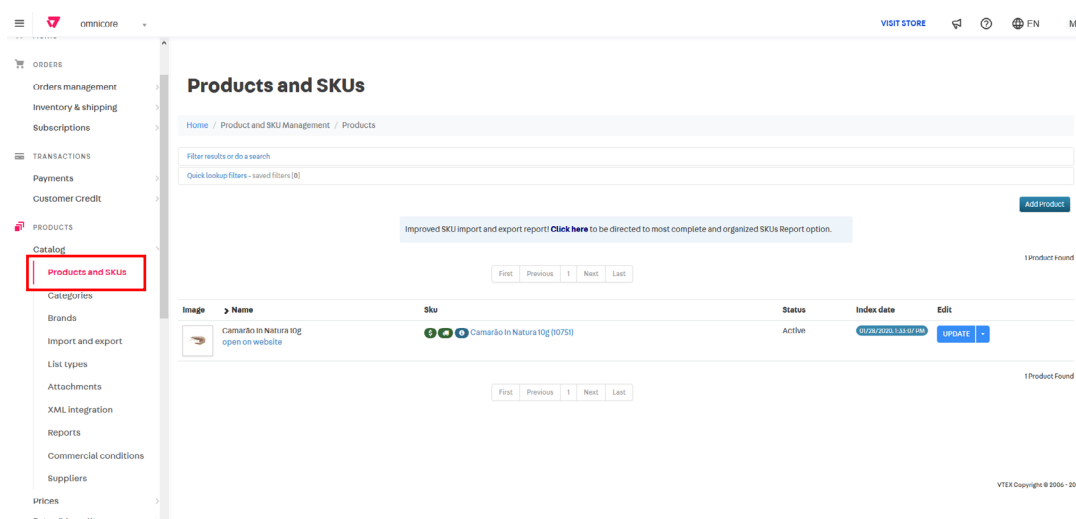 omnicore
VISIT STORE
EN
M
ORDERS
Orders management
Inventory & shipping
Subscriptions
TRANSACTIONS
Payments
Customer Credit
PRODUCTS
Catalog
Products and SKUs
Categories
Brands
Import and export
List types
Attachments
XML integration
Reports
Commercial conditions
Suppliers
Prices
Products and SKUs
Home / Product and SKU Management / Products
Filter results or do a search
Quick lookup filters - saved filters (0)
Add Product
Improved SKU import and export report! Click here to be directed to most complete and organized SKUs Report option.
1 Product Found
First Previous 1 Next Last
Image Name Sku Status Index date Edit
Camarão In Natura 10g Camarão In Natura 10g (10751) Active 01/28/2020, 1:33:07 PM UPDATE
open on website
1 Product Found
First Previous 1 Next Last
VTEX Copyright © 2006 - 20